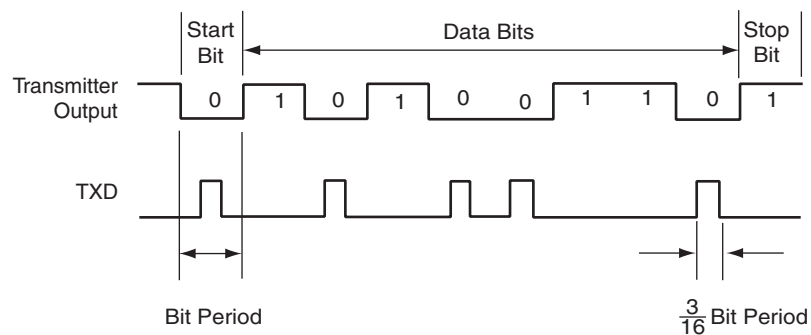 Start
Bit
Data Bits
Stop
Bit
Transmitter
Output
0 1 0 1 0 0 1 1 0 1
TXD
Bit Period
3/16 Bit Period